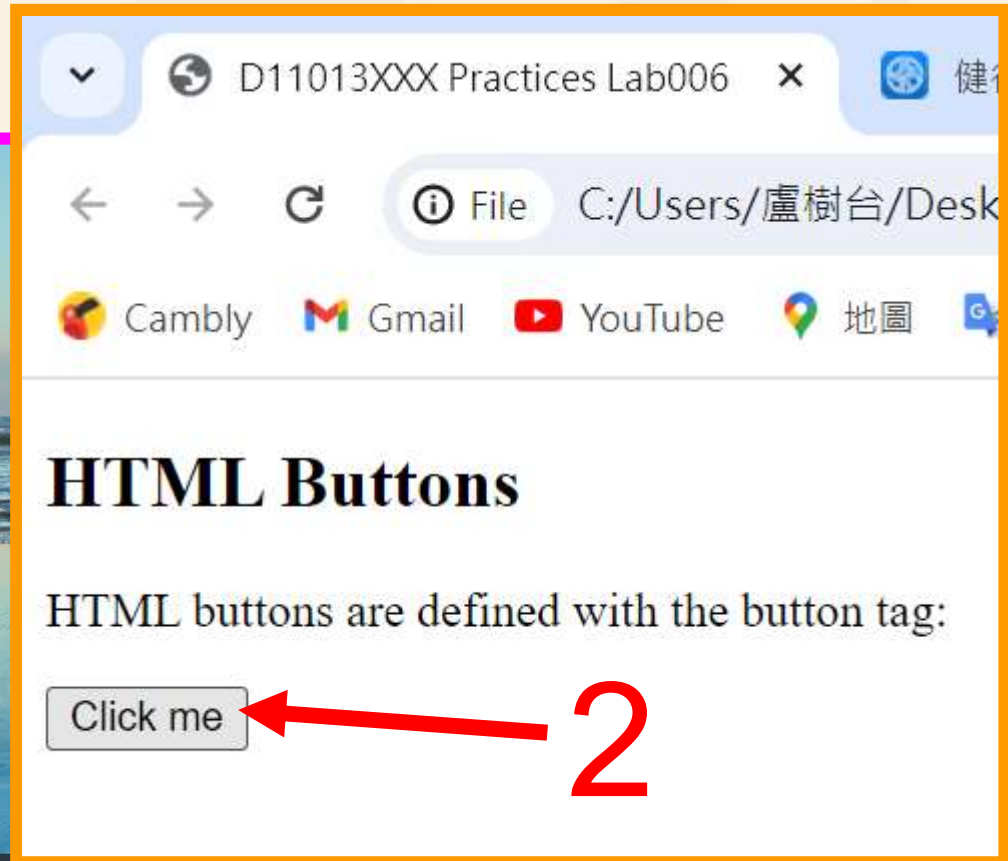 D11013XXX Practices Lab006
File C:/Users/盧樹台/Desk
Cambly Gmail YouTube 地圖
HTML Buttons
HTML buttons are defined with the button tag:
Click me
2